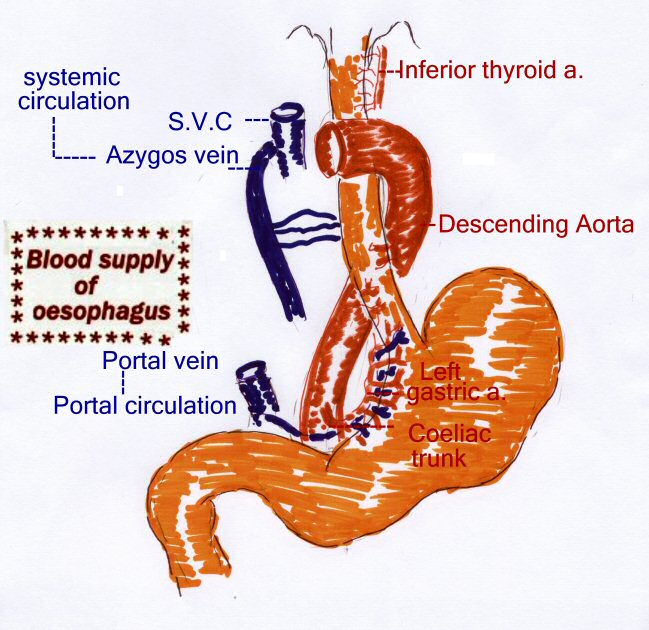 Inferior thyroid a.
systemic
circulation
S.V.C
Azygos vein
Descending Aorta
Blood supply
of
oesophagus
Portal vein
Portal circulation
Left
gastric a.
Coeliac
trunk